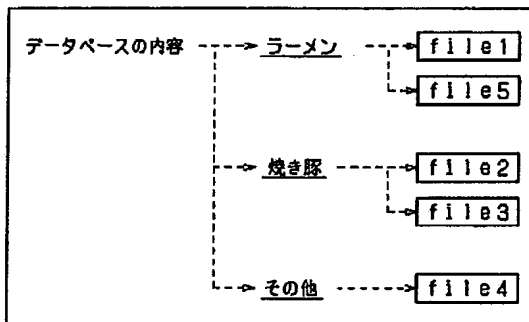 データベースの内容 ラーメン file1
file5
焼き豚 file2
file3
その他 file4